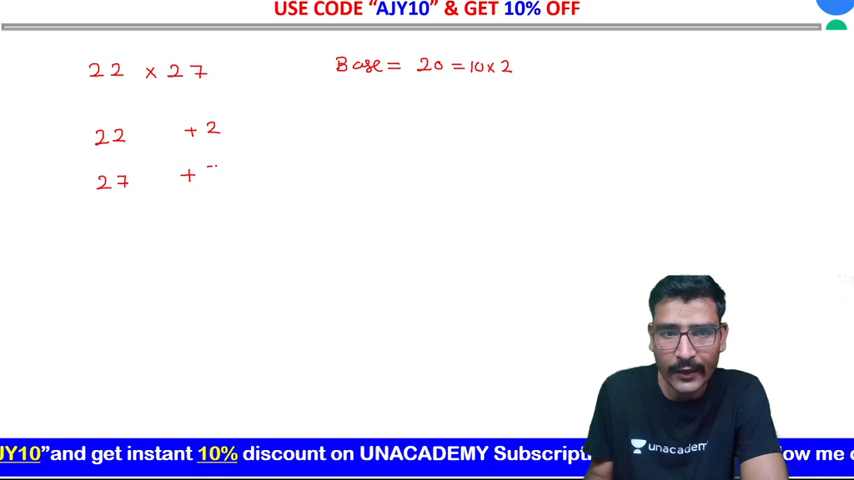 USE CODE “AJY10” & GET 10% OFF
22 × 27
Base = 20 = 10 × 2
22 + 2
27 +
unacademy
JY10”and get instant 10% discount on UNACADEMY Subscripti
ow me